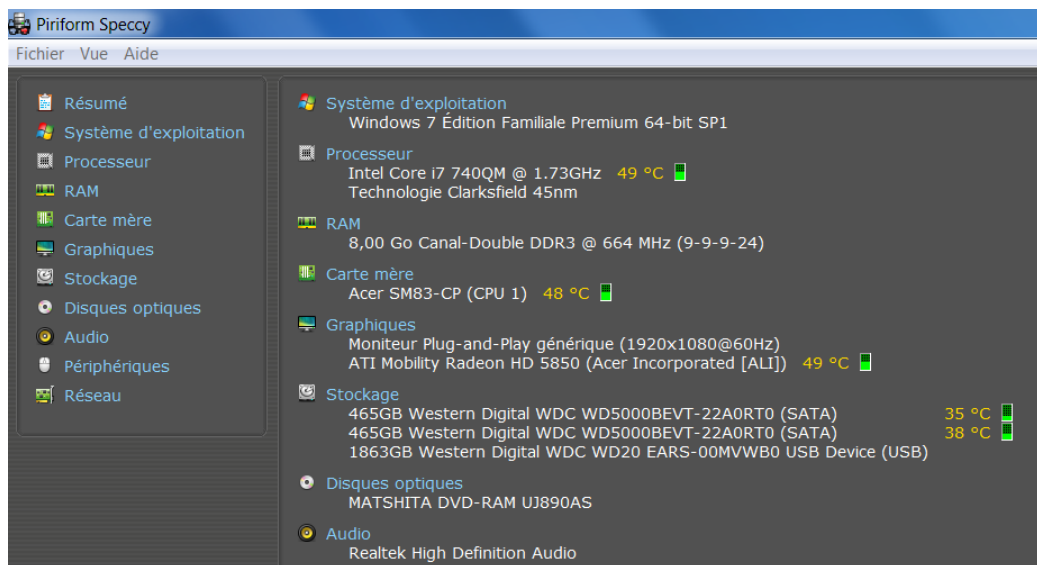 Piriform Speccy
Fichier Vue Aide
Résumé
Système d'exploitation
Processeur
RAM
Carte mère
Graphiques
Stockage
Disques optiques
Audio
Périphériques
Réseau
Système d'exploitation
Windows 7 Édition Familiale Premium 64-bit SP1
Processeur
Intel Core i7 740QM @ 1.73GHz 49 °C
Technologie Clarksfield 45nm
RAM
8,00 Go Canal-Double DDR3 @ 664 MHz (9-9-9-24)
Carte mère
Acer SM83-CP (CPU 1) 48 °C
Graphiques
Moniteur Plug-and-Play générique (1920x1080@60Hz)
ATI Mobility Radeon HD 5850 (Acer Incorporated [ALI]) 49 °C
Stockage
465GB Western Digital WDC WD5000BEVT-22A0RT0 (SATA) 35 °C
465GB Western Digital WDC WD5000BEVT-22A0RT0 (SATA) 38 °C
1863GB Western Digital WDC WD20 EARS-00MVWB0 USB Device (USB)
Disques optiques
MATSHITA DVD-RAM UJ890AS
Audio
Realtek High Definition Audio